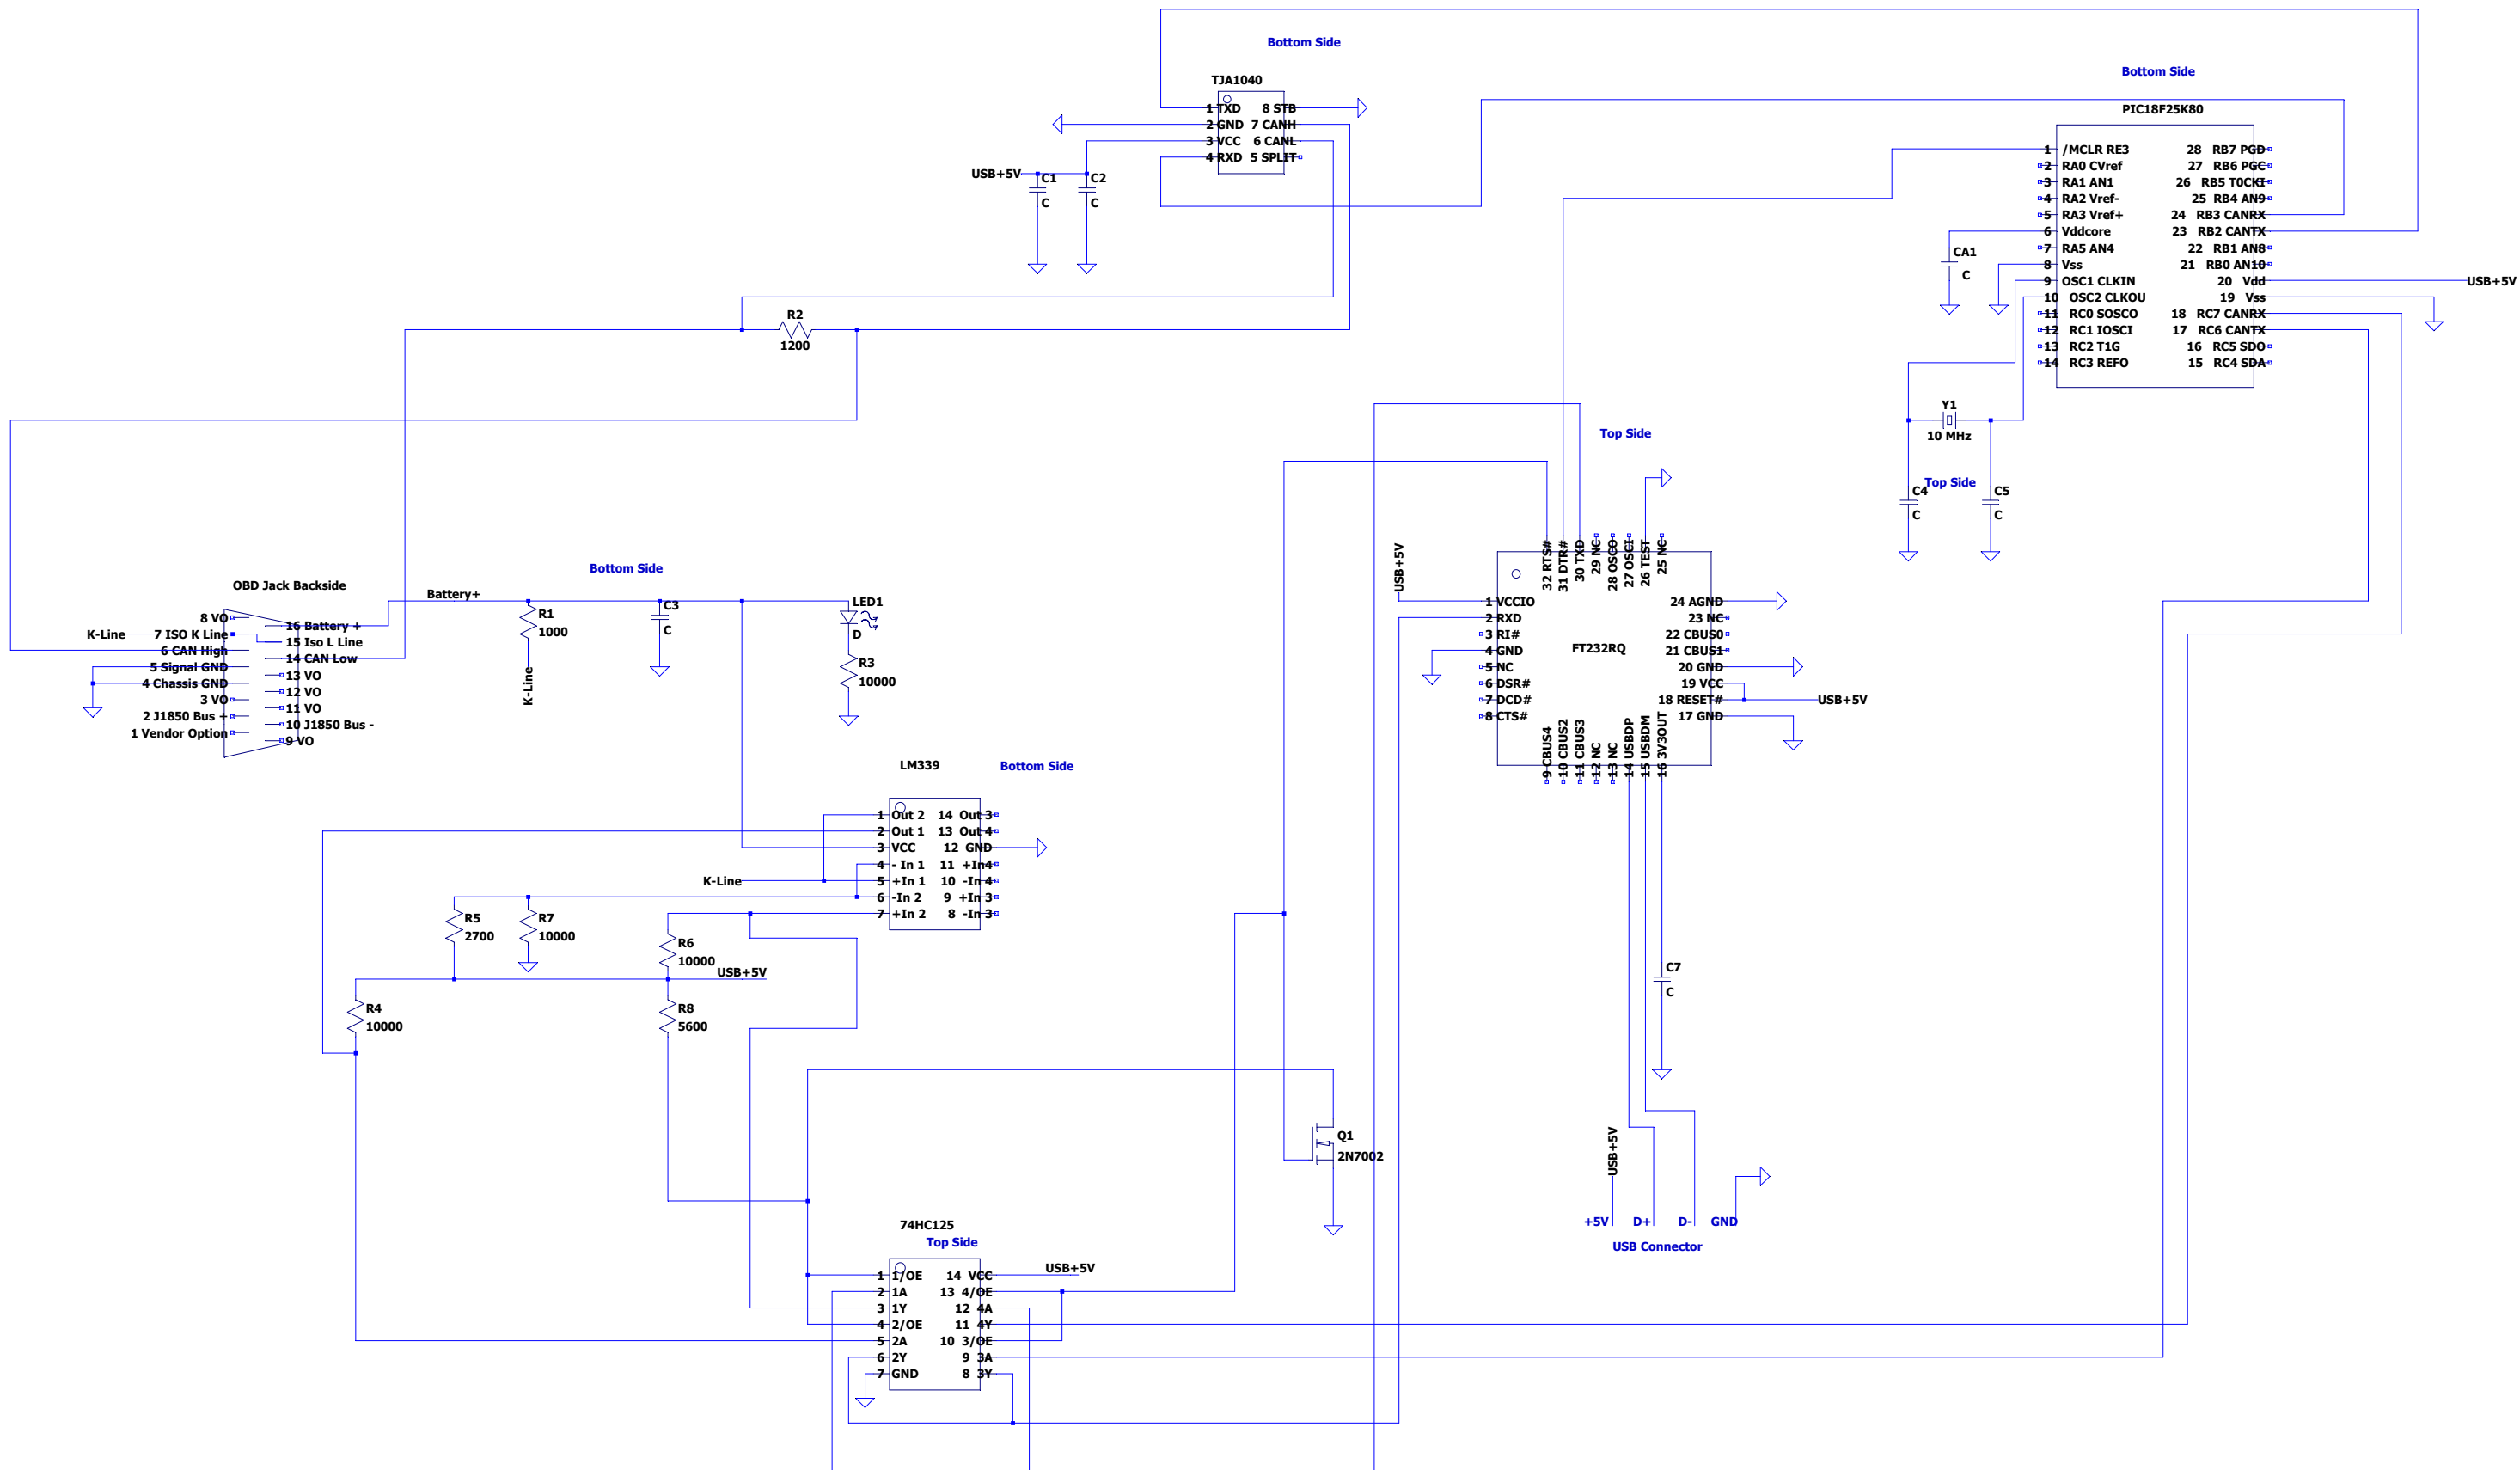 Bottom Side
TJA1040
1 TXD
2 GND
3 VCC
4 RXD
8 STB
7 CANH
6 CANL
5 SPLIT
USB+5V
C1
C
C2
C
Bottom Side
PIC18F25K80
1 /MCLR RE3
2 RA0 CVref
3 RA1 AN1
4 RA2 Vref-
5 RA3 Vref+
6 Vddcore
7 RA5 AN4
8 Vss
9 OSC1 CLKIN
10 OSC2 CLKOU
11 RC0 SOSCO
12 RC1 IOSCI
13 RC2 T1G
14 RC3 REFO
28 RB7 PGD
27 RB6 PGC
26 RB5 T0CKI
25 RB4 AN9
24 RB3 CANRX
23 RB2 CANTX
22 RB1 AN8
21 RB0 AN10
20 Vdd
19 Vss
18 RC7 CANRX
17 RC6 CANTX
16 RC5 SDO
15 RC4 SDA
USB+5V
CA1
C
R2
1200
Y1
10 MHz
Top Side
C4
C
C5
C
Top Side
USB+5V
32 RTS#
31 DTR#
30 TXD
29 NC
28 OSCO
27 OSCI
26 TEST
25 NC
FT232RQ
1 VCCIO
2 RXD
3 RI#
4 GND
5 NC
6 DSR#
7 DCD#
8 CTS#
24 AGND
23 NC
22 CBUS0
21 CBUS1
20 GND
19 VCC
18 RESET#
17 GND
USB+5V
9 CBUS4
10 CBUS2
11 CBUS3
12 NC
13 NC
14 USBDP
15 USBDM
16 3V3OUT
Bottom Side
OBD Jack Backside
Battery+
8 VO
K-Line
7 ISO K Line
6 CAN High
5 Signal GND
4 Chassis GND
3 VO
2 J1850 Bus +
1 Vendor Option
16 Battery +
15 Iso L Line
14 CAN Low
13 VO
12 VO
11 VO
10 J1850 Bus -
9 VO
R1
1000
K-Line
C3
C
LED1
D
R3
10000
LM339
Bottom Side
1 Out 2
2 Out 1
3 VCC
4 - In 1
5 +In 1
6 -In 2
7 +In 2
14 Out 3
13 Out 4
12 GND
11 +In4
10 -In 4
9 +In 3
8 -In 3
K-Line
R5
2700
R7
10000
R6
10000
USB+5V
R4
10000
R8
5600
C7
C
Q1
2N7002
USB+5V
+5V D+ D- GND
USB Connector
74HC125
Top Side
1 1/OE
2 1A
3 1Y
4 2/OE
5 2A
6 2Y
7 GND
14 VCC
13 4/OE
12 4A
11 4Y
10 3/OE
9 3A
8 3Y
USB+5V